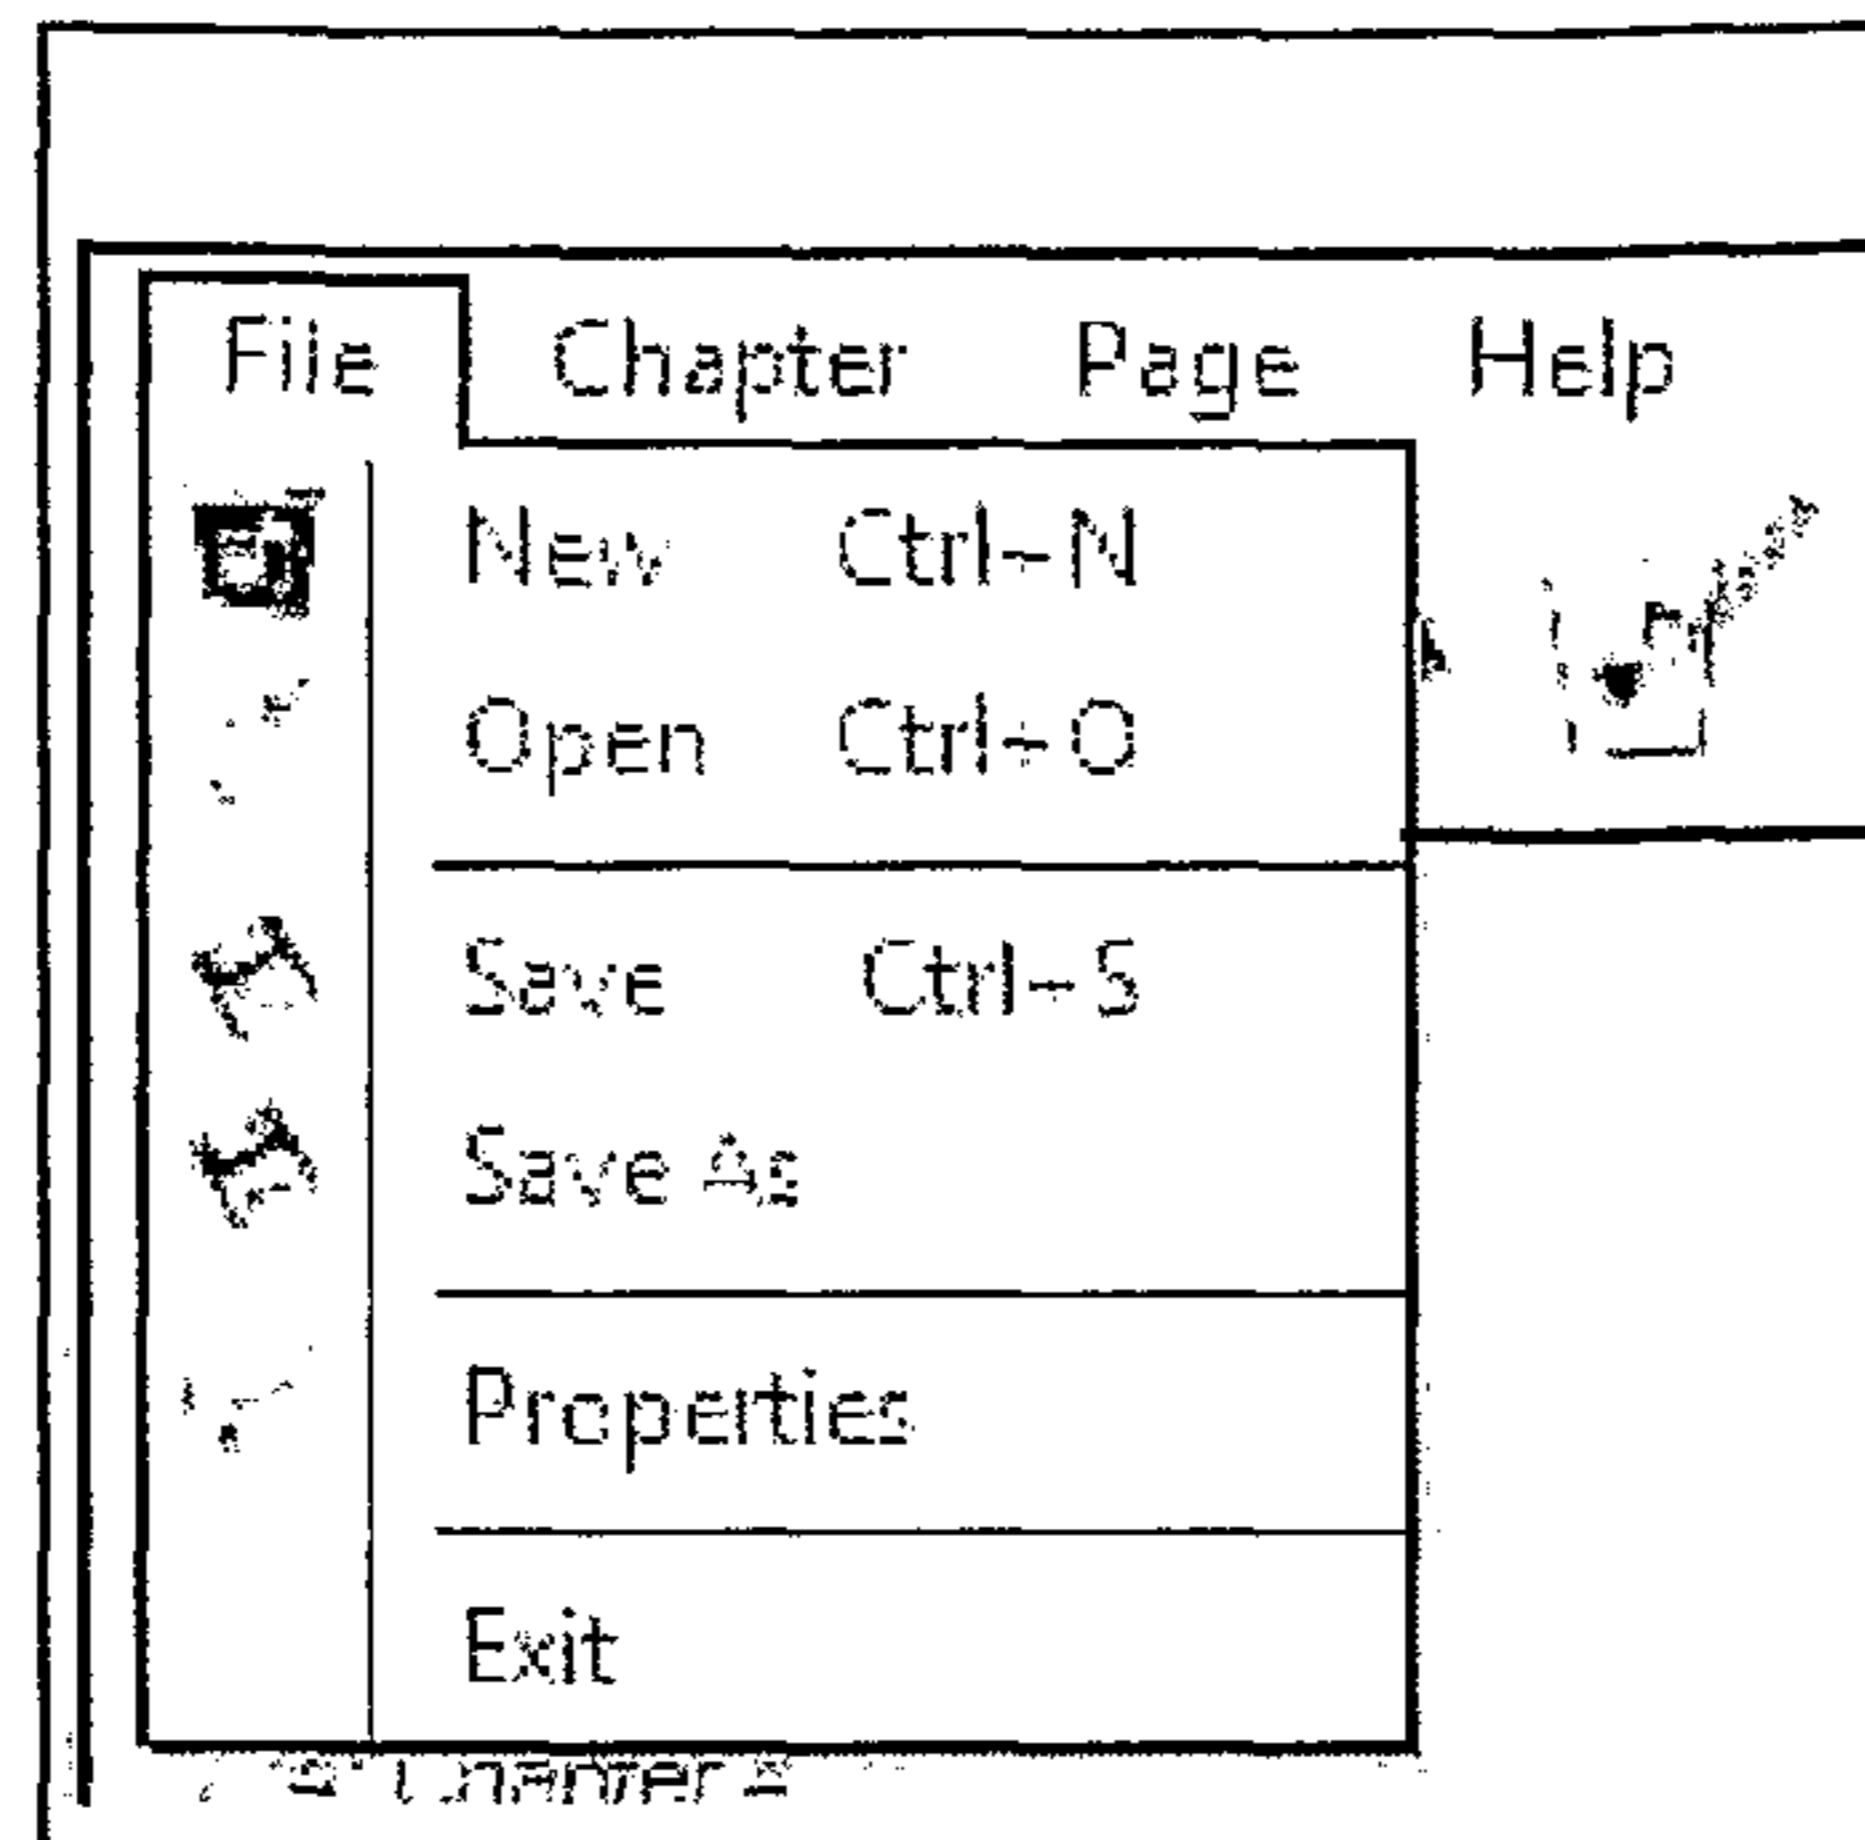 File Chapter Page Help
New Ctrl+N
Open Ctrl+O
Save Ctrl+S
Save As
Properties
Exit